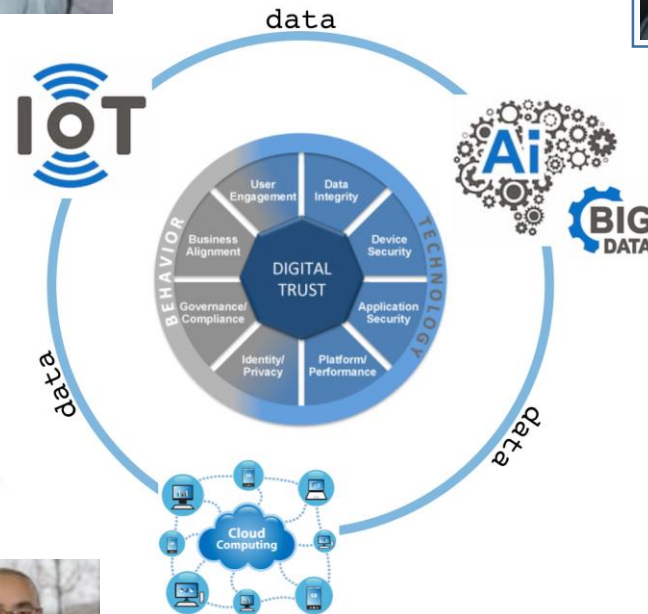 data
IoT
Ai
BIG
DATA
User
Engagement
Data
Integrity
Business
Alignment
Device
Security
BEHAVIOR
TECHNOLOGY
DIGITAL
TRUST
Governance/
Compliance
Application
Security
Identity/
Privacy
Platform/
Performance
data
data
Cloud
Computing